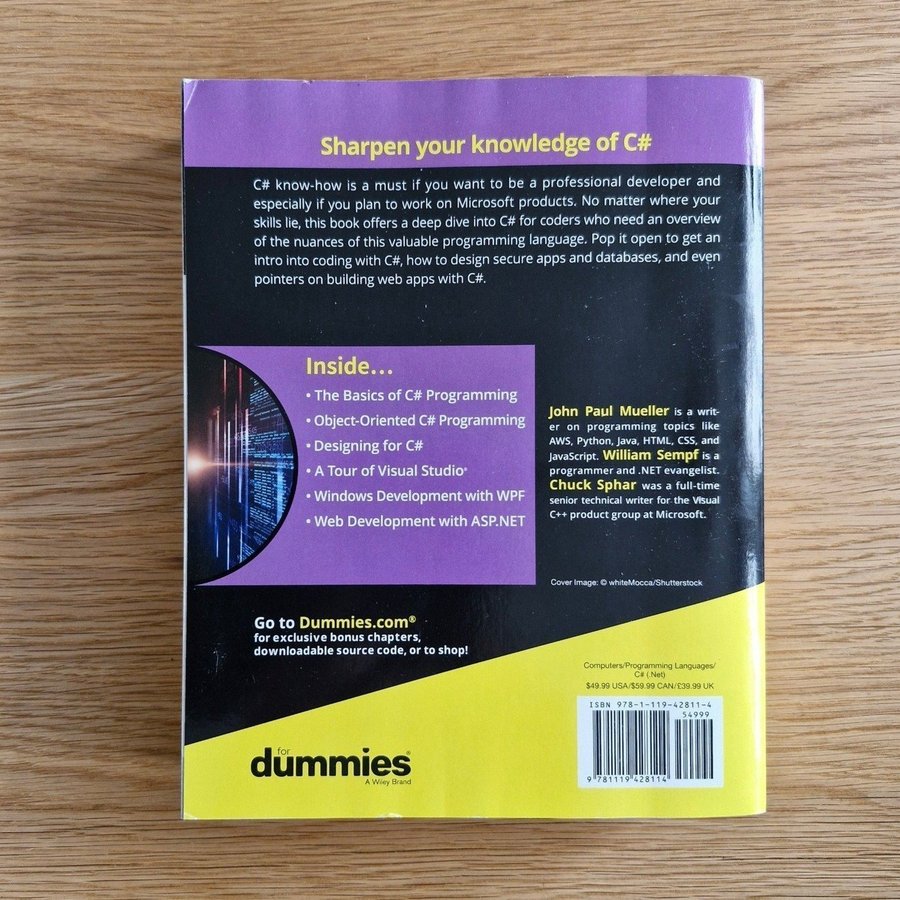 Sharpen your knowledge of C#
C# know-how is a must if you want to be a professional developer and
especially if you plan to work on Microsoft products. No matter where your
skills lie, this book offers a deep dive into C# for coders who need an overview
of the nuances of this valuable programming language. Pop it open to get an
intro into coding with C#, how to design secure apps and databases, and even
pointers on building web apps with C#.
Inside...
• The Basics of C# Programming
• Object-Oriented C# Programming
• Designing for C#
• A Tour of Visual Studio®
• Windows Development with WPF
• Web Development with ASP.NET
John Paul Mueller is a writ-
er on programming topics like
AWS, Python, Java, HTML, CSS, and
JavaScript. William Sempf is a
programmer and .NET evangelist.
Chuck Sphar was a full-time
senior technical writer for the Visual
C++ product group at Microsoft.
Cover Image: © whiteMocca/Shutterstock
Go to Dummies.com®
for exclusive bonus chapters,
downloadable source code, or to shop!
Computers/Programming Languages/
C# (.Net)
$49.99 USA/$59.99 CAN/£39.99 UK
ISBN 978-1-119-42811-4
54999
9 781119 428114
for
dummies®
A Wiley Brand